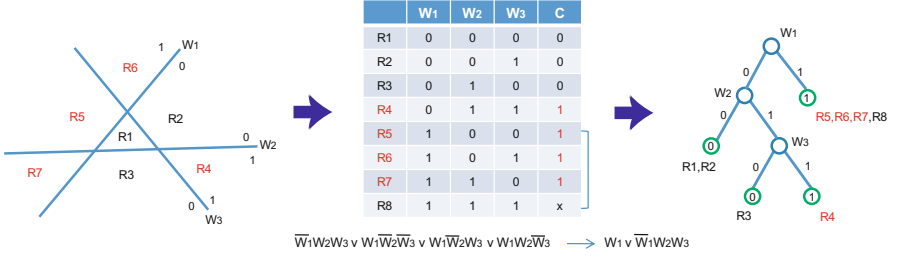 1 W1
0
R6
R5
R2
R1
0
W2
1
R7
R3
R4
0 1
W3
W1 W2 W3 C
R1 0 0 0 0
R2 0 0 1 0
R3 0 1 0 0
R4 0 1 1 1
R5 1 0 0 1
R6 1 0 1 1
R7 1 1 0 1
R8 1 1 1 x
W1
0 1
W2 1
0 1 R5,R6,R7,R8
0 W3
R1,R2 0 1
0 1
R3 R4
W̅1W2W3 v W1W̅2W̅3 v W1W̅2W3 v W1W2W̅3 → W1 v W̅1W2W3